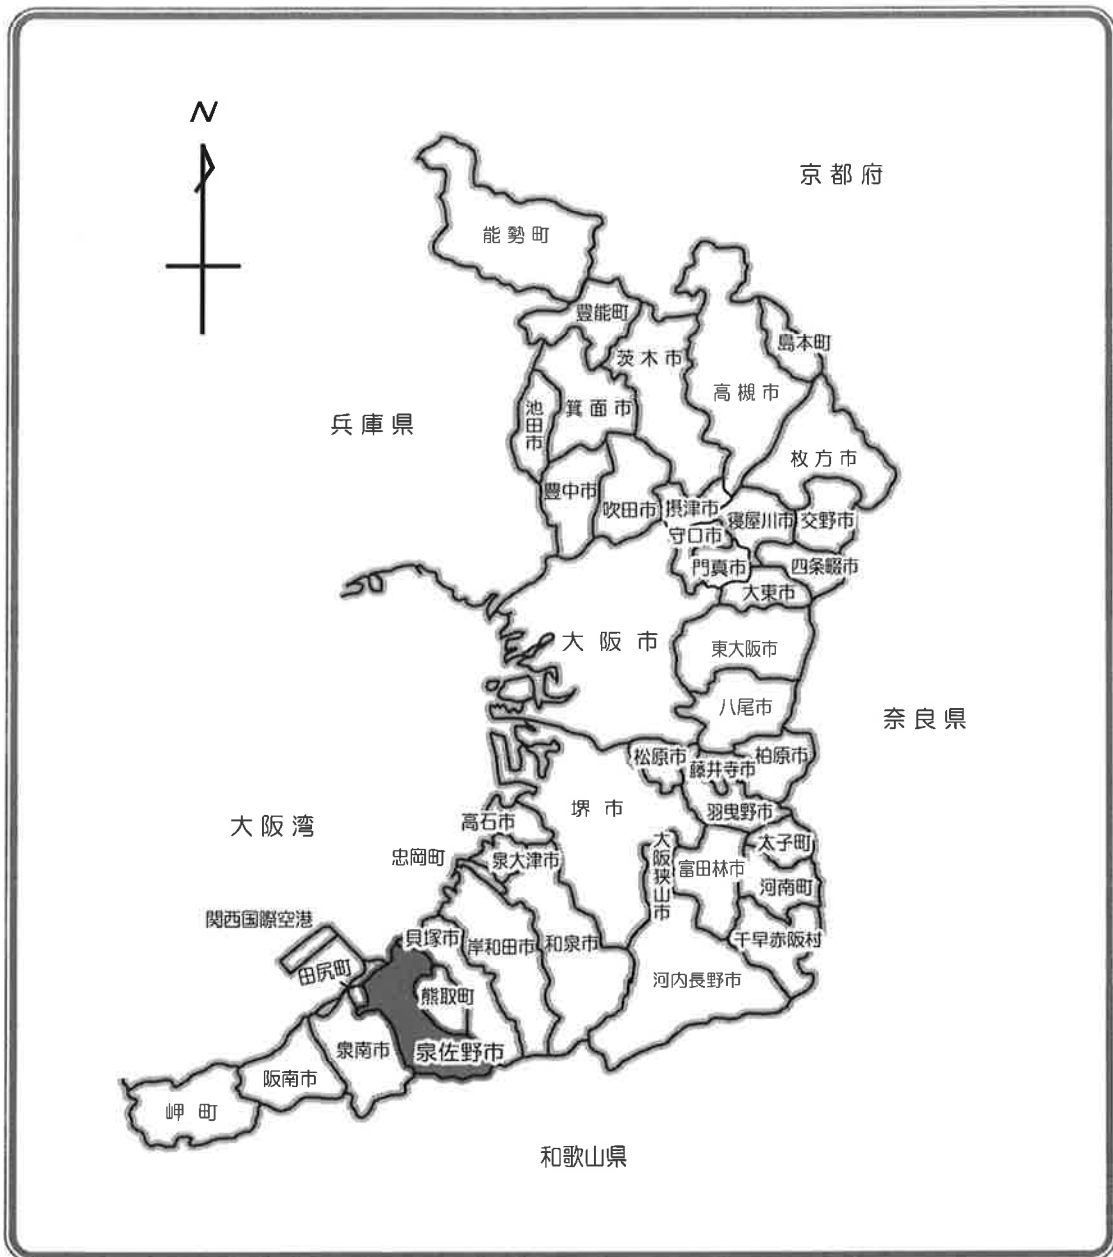 N
京都府
能勢町
豊能町
島本町
茨木市
高槻市
池田市
箕面市
兵庫県
枚方市
豊中市
吹田市
摂津市
寝屋川市
交野市
守口市
門真市
四条畷市
大東市
大阪市
東大阪市
八尾市
奈良県
松原市
藤井寺市
柏原市
堺市
羽曳野市
高石市
大阪湾
太子町
忠岡町
泉大津市
大阪狭山市
富田林市
河南町
関西国際空港
貝塚市
岸和田市
和泉市
千早赤阪村
田尻町
河内長野市
熊取町
泉南市
泉佐野市
阪南市
岬町
和歌山県